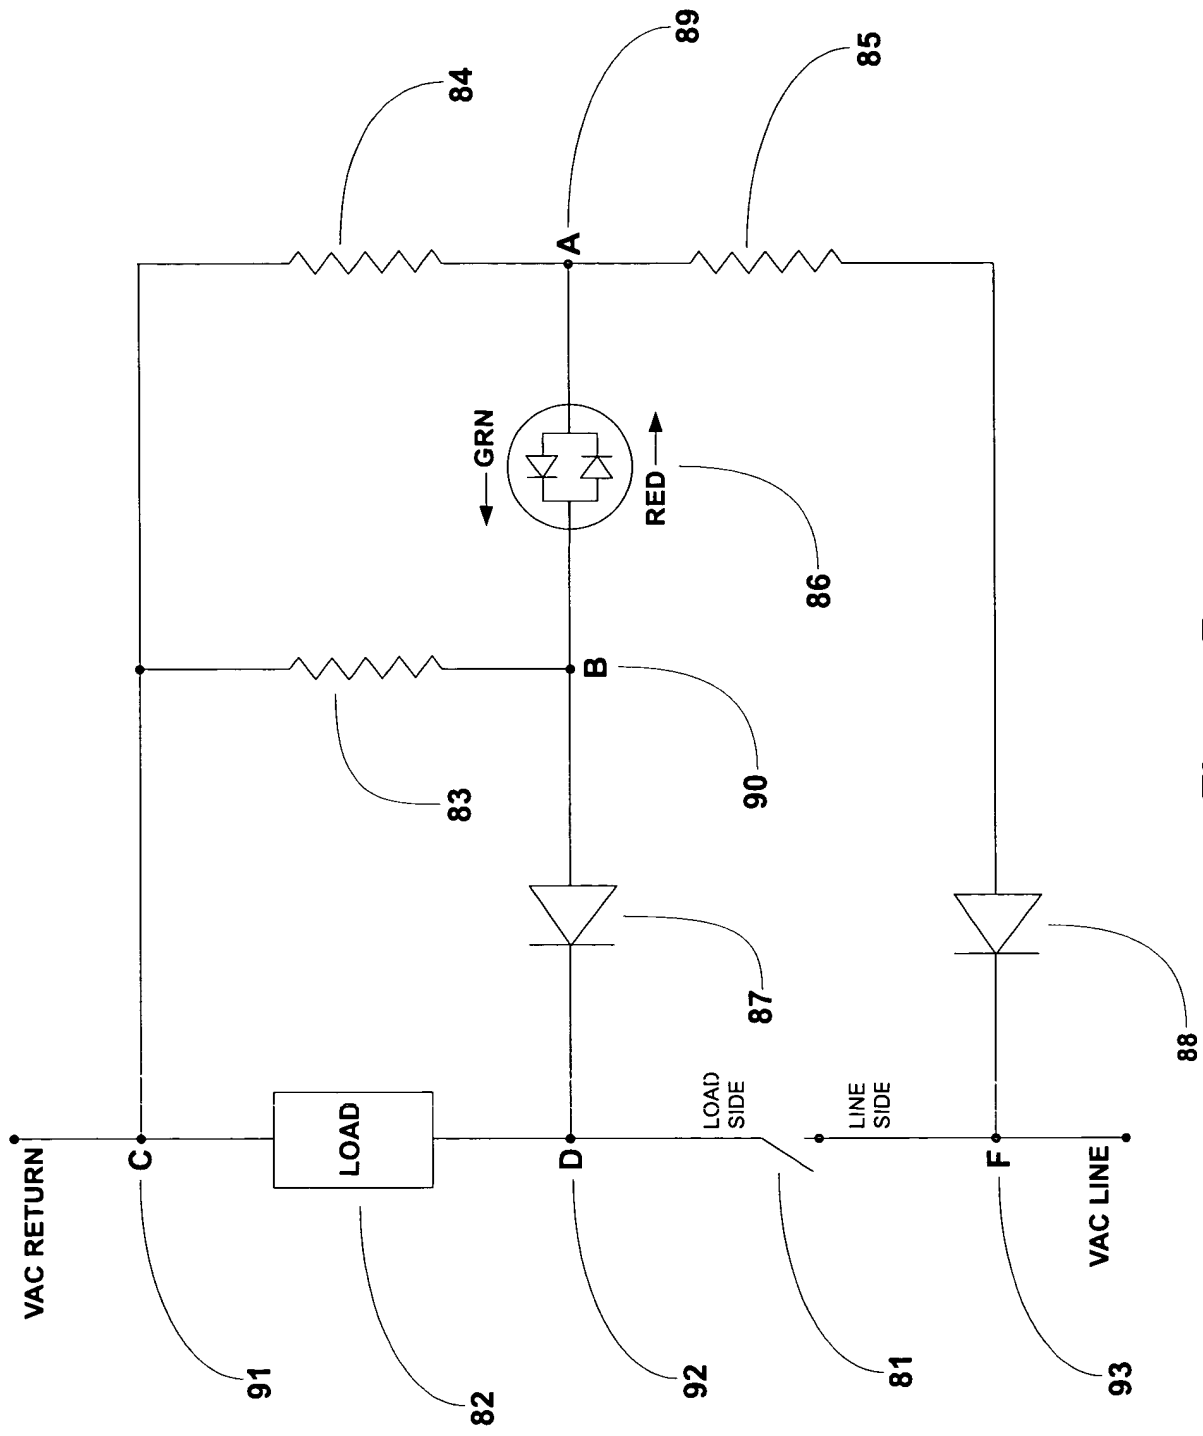 VAC RETURN
C
91
LOAD
82
D
92
LOAD
SIDE
81
LINE
SIDE
F
93
VAC LINE
83
B
90
87
88
GRN
RED
86
84
A
89
85